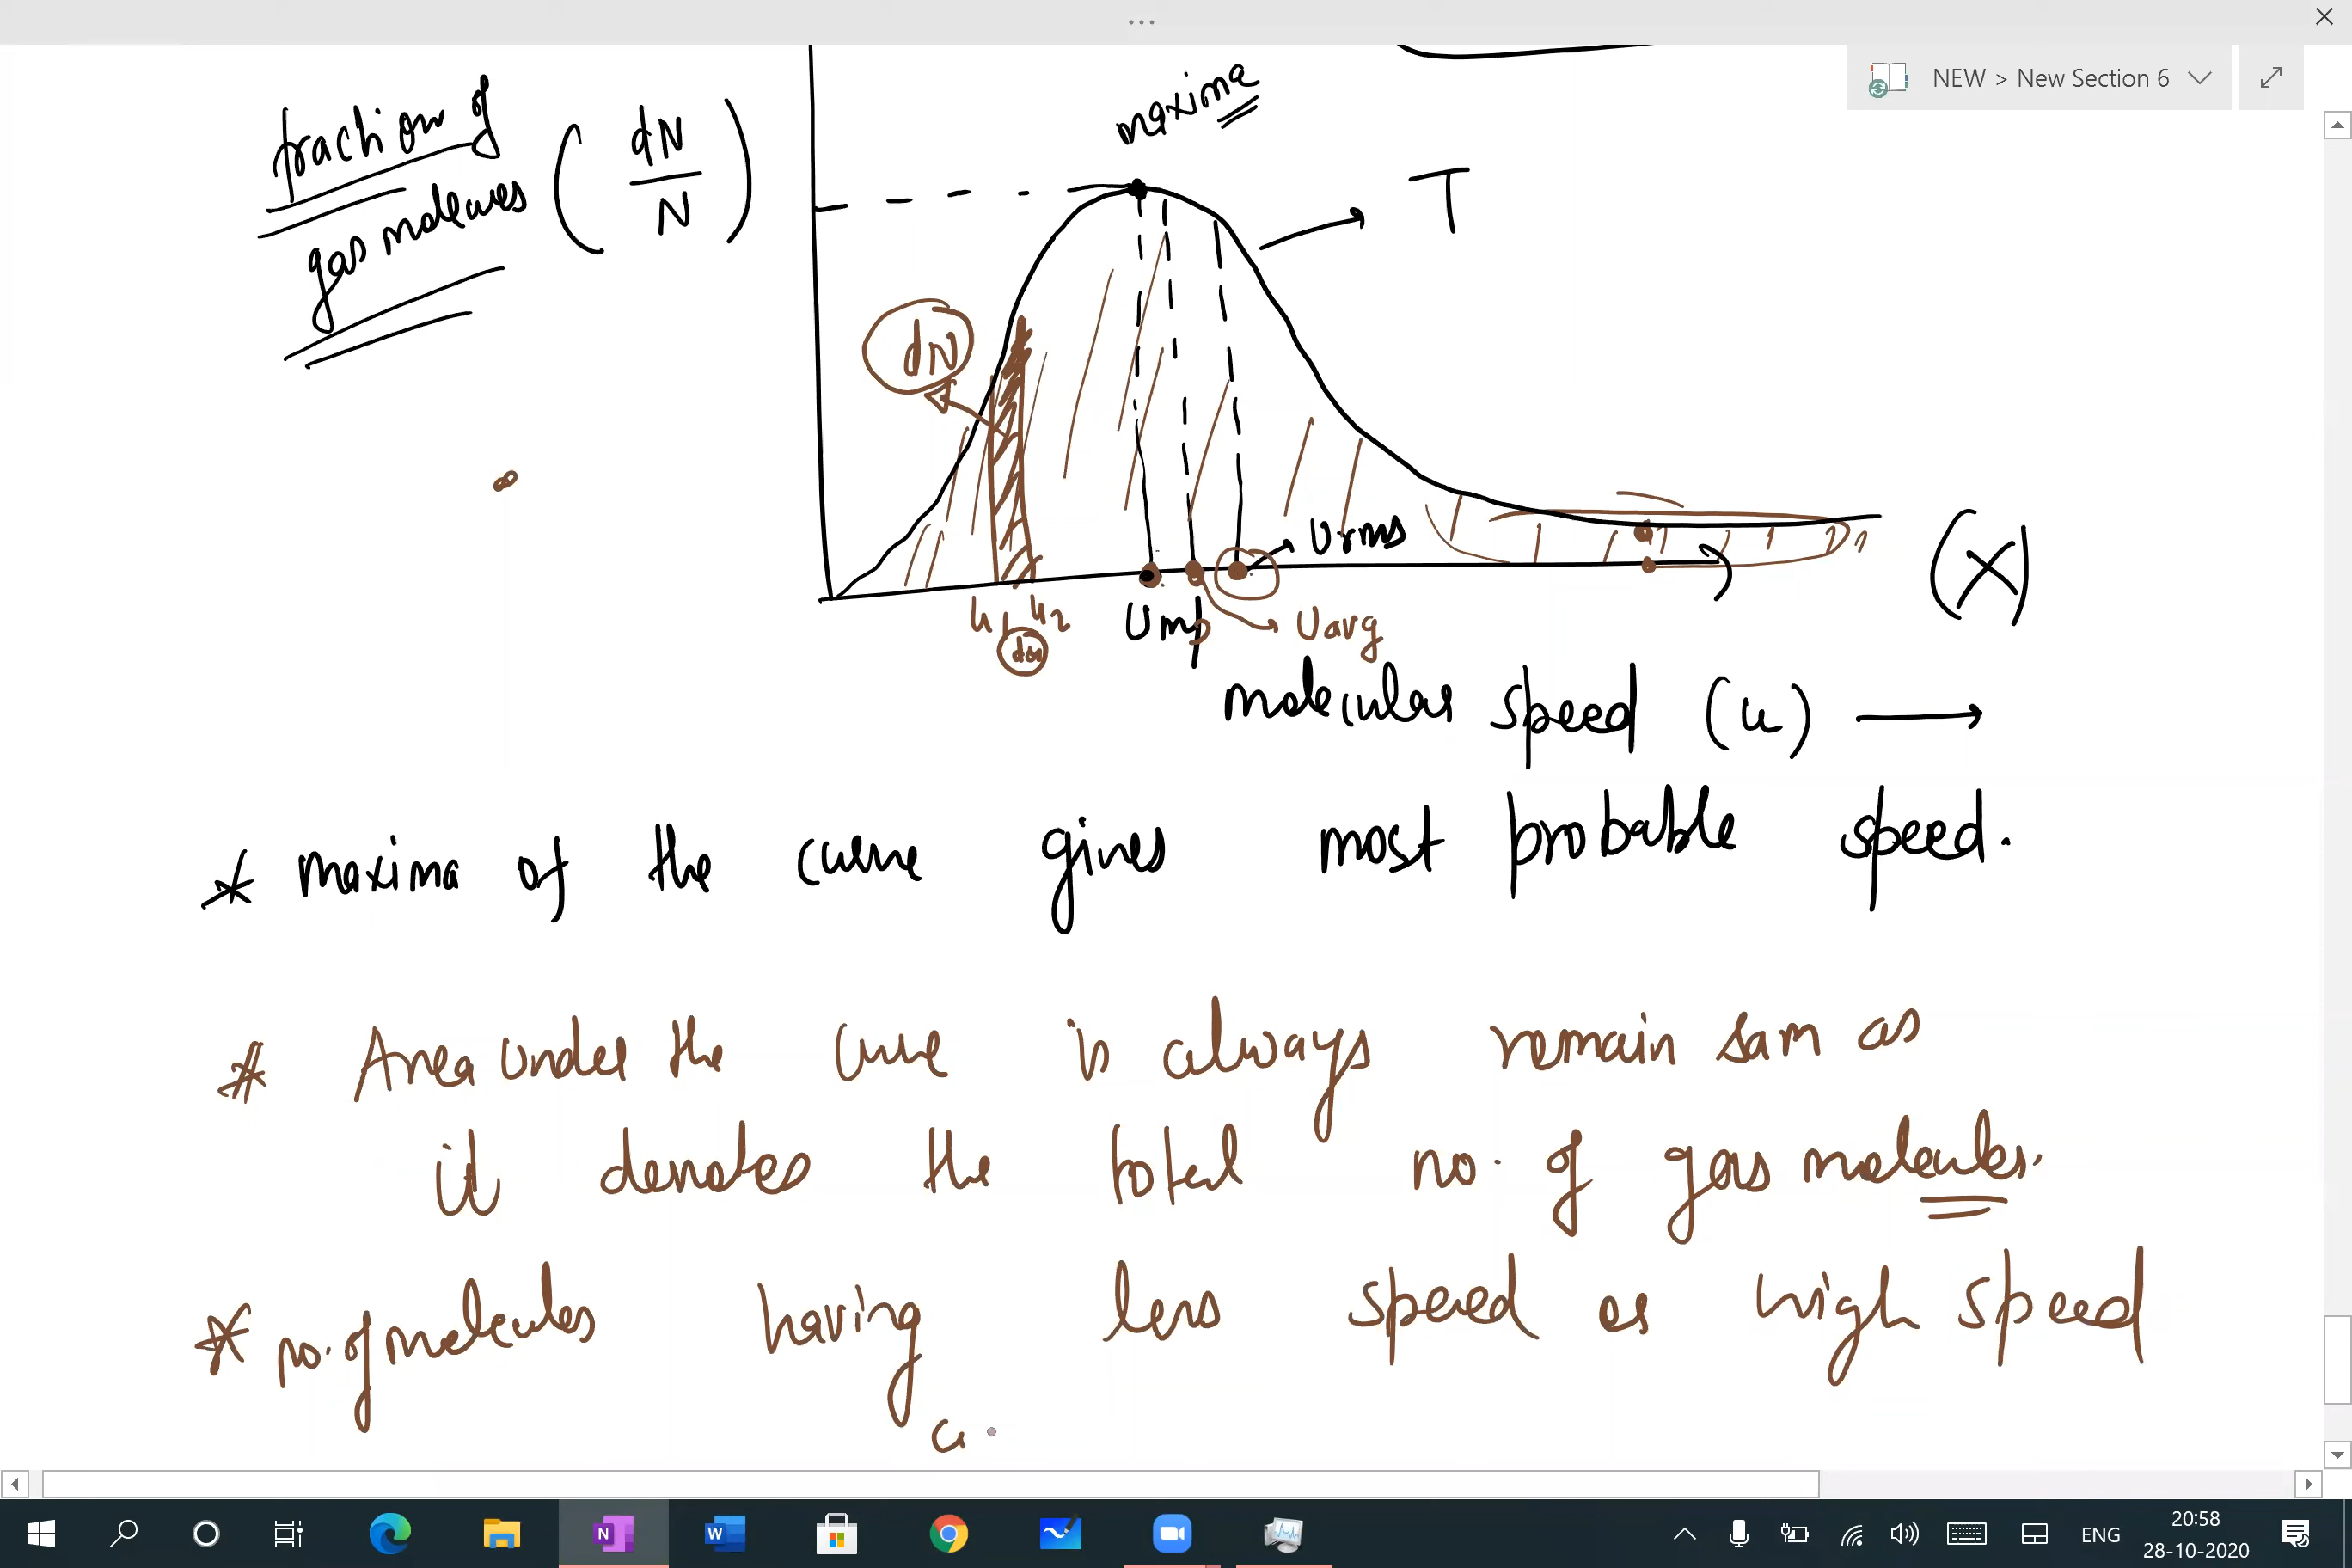 ...
NEW > New Section 6
maxima
fraction of
gas molecules
( dN / N )
T
dN
Urms
(X)
u1 u2
du
Ump
Uavg
molecular speed (u) →
* maxima of the curve gives most probable speed.
* Area under the curve is always remain sam as
it denotes the total no. of gas molecules.
* no. of molecules having less speed or high speed
ENG
20:58
28-10-2020